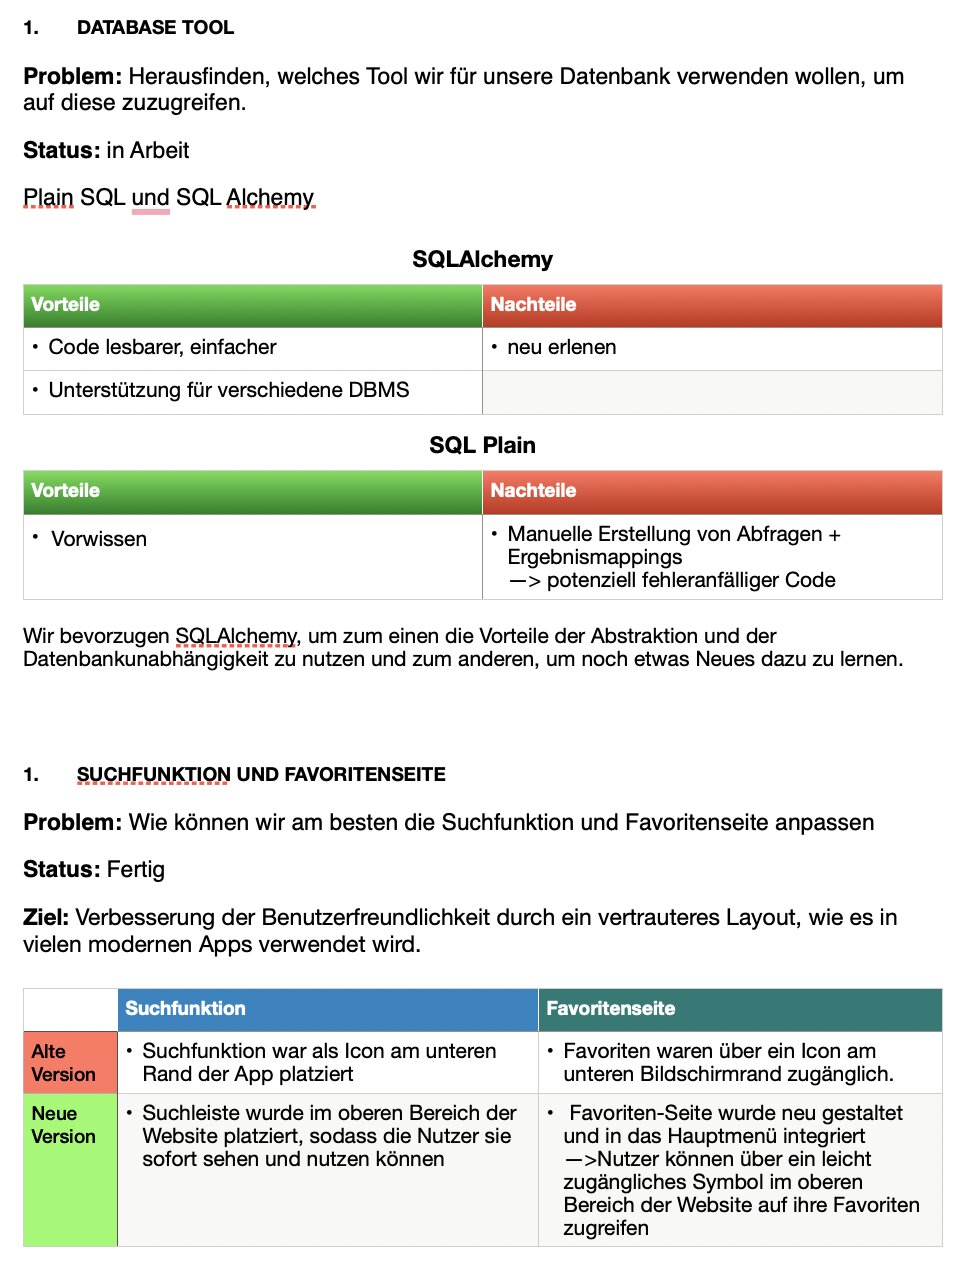 1. DATABASE TOOL
Problem: Herausfinden, welches Tool wir für unsere Datenbank verwenden wollen, um
auf diese zuzugreifen.
Status: in Arbeit
Plain SQL und SQL Alchemy
SQLAlchemy
Vorteile Nachteile
• Code lesbarer, einfacher • neu erlenen
• Unterstützung für verschiedene DBMS
SQL Plain
Vorteile Nachteile
• Vorwissen
• Manuelle Erstellung von Abfragen +
Ergebnismappings
—> potenziell fehleranfälliger Code
Wir bevorzugen SQLAlchemy, um zum einen die Vorteile der Abstraktion und der
Datenbankunabhängigkeit zu nutzen und zum anderen, um noch etwas Neues dazu zu lernen.
1. SUCHFUNKTION UND FAVORITENSEITE
Problem: Wie können wir am besten die Suchfunktion und Favoritenseite anpassen
Status: Fertig
Ziel: Verbesserung der Benutzerfreundlichkeit durch ein vertrauteres Layout, wie es in
vielen modernen Apps verwendet wird.
Suchfunktion Favoritenseite
Alte
Version
• Suchfunktion war als Icon am unteren
Rand der App platziert
• Favoriten waren über ein Icon am
unteren Bildschirmrand zugänglich.
Neue
Version
• Suchleiste wurde im oberen Bereich der
Website platziert, sodass die Nutzer sie
sofort sehen und nutzen können
• Favoriten-Seite wurde neu gestaltet
und in das Hauptmenü integriert
—>Nutzer können über ein leicht
zugängliches Symbol im oberen
Bereich der Website auf ihre Favoriten
zugreifen